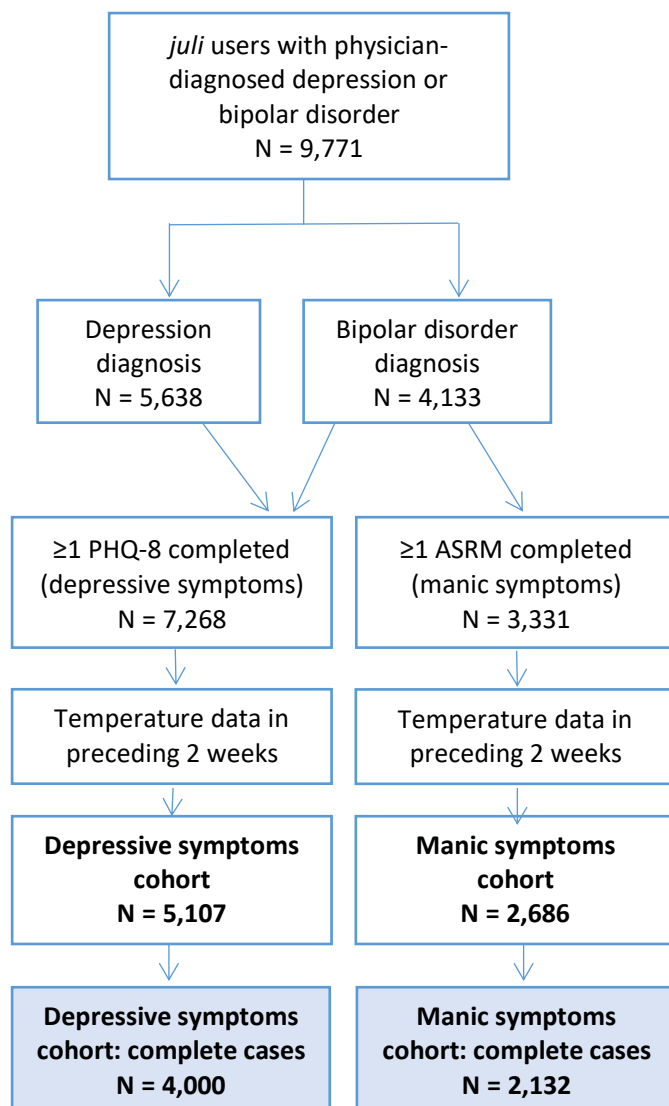 juli users with physician-
diagnosed depression or
bipolar disorder
N = 9,771
Depression
diagnosis
N = 5,638
Bipolar disorder
diagnosis
N = 4,133
≥1 PHQ-8 completed
(depressive symptoms)
N = 7,268
≥1 ASRM completed
(manic symptoms)
N = 3,331
Temperature data in
preceding 2 weeks
Temperature data in
preceding 2 weeks
Depressive symptoms
cohort
N = 5,107
Manic symptoms
cohort
N = 2,686
Depressive symptoms
cohort: complete cases
N = 4,000
Manic symptoms
cohort: complete cases
N = 2,132